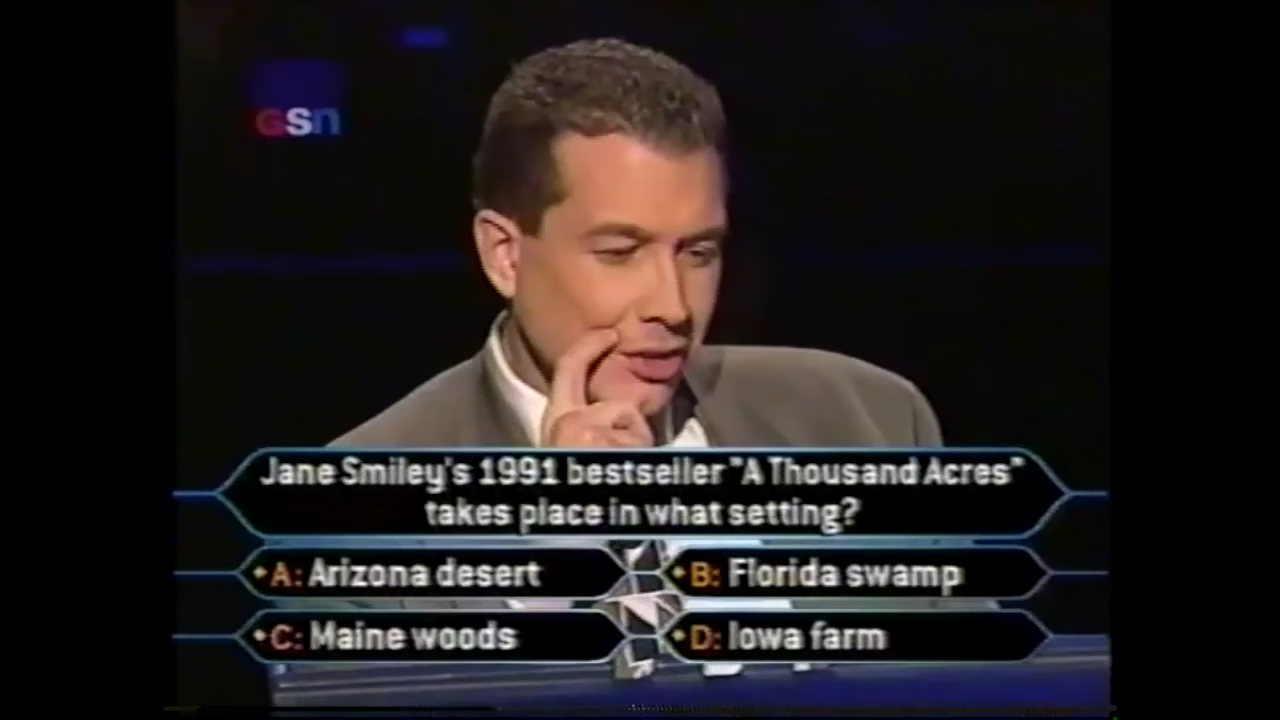 GSN
Jane Smiley's 1991 bestseller "A Thousand Acres"
takes place in what setting?
A: Arizona desert
B: Florida swamp
C: Maine woods
D: Iowa farm